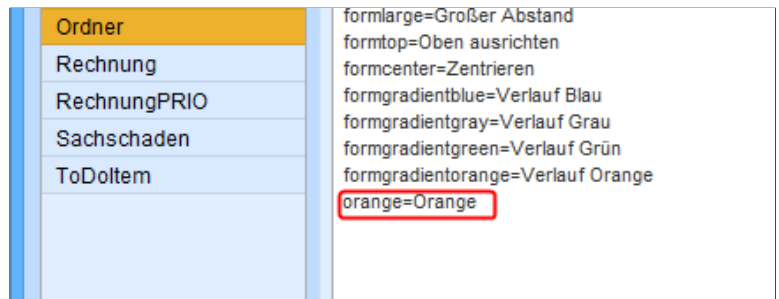 Ordner
Rechnung
RechnungPRIO
Sachschaden
ToDoItem
formlarge=Großer Abstand
formtop=Oben ausrichten
formcenter=Zentrieren
formgradientblue=Verlauf Blau
formgradientgray=Verlauf Grau
formgradientgreen=Verlauf Grün
formgradientorange=Verlauf Orange
orange=Orange